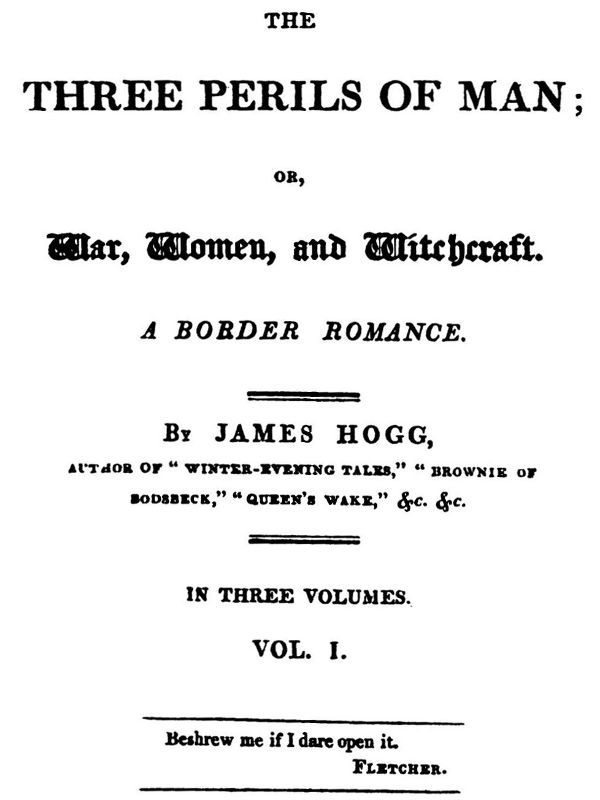 THE
THREE PERILS OF MAN;
OR,
War, Women, and Witchcraft.
A BORDER ROMANCE.
BY JAMES HOGG,
AUTHOR OF “ WINTER-EVENING TALES,” “ BROWNIE OF
BODSBECK,” “ QUEEN’S WAKE,” &c. &c.
IN THREE VOLUMES.
VOL. I.
Beshrew me if I dare open it.
FLETCHER.